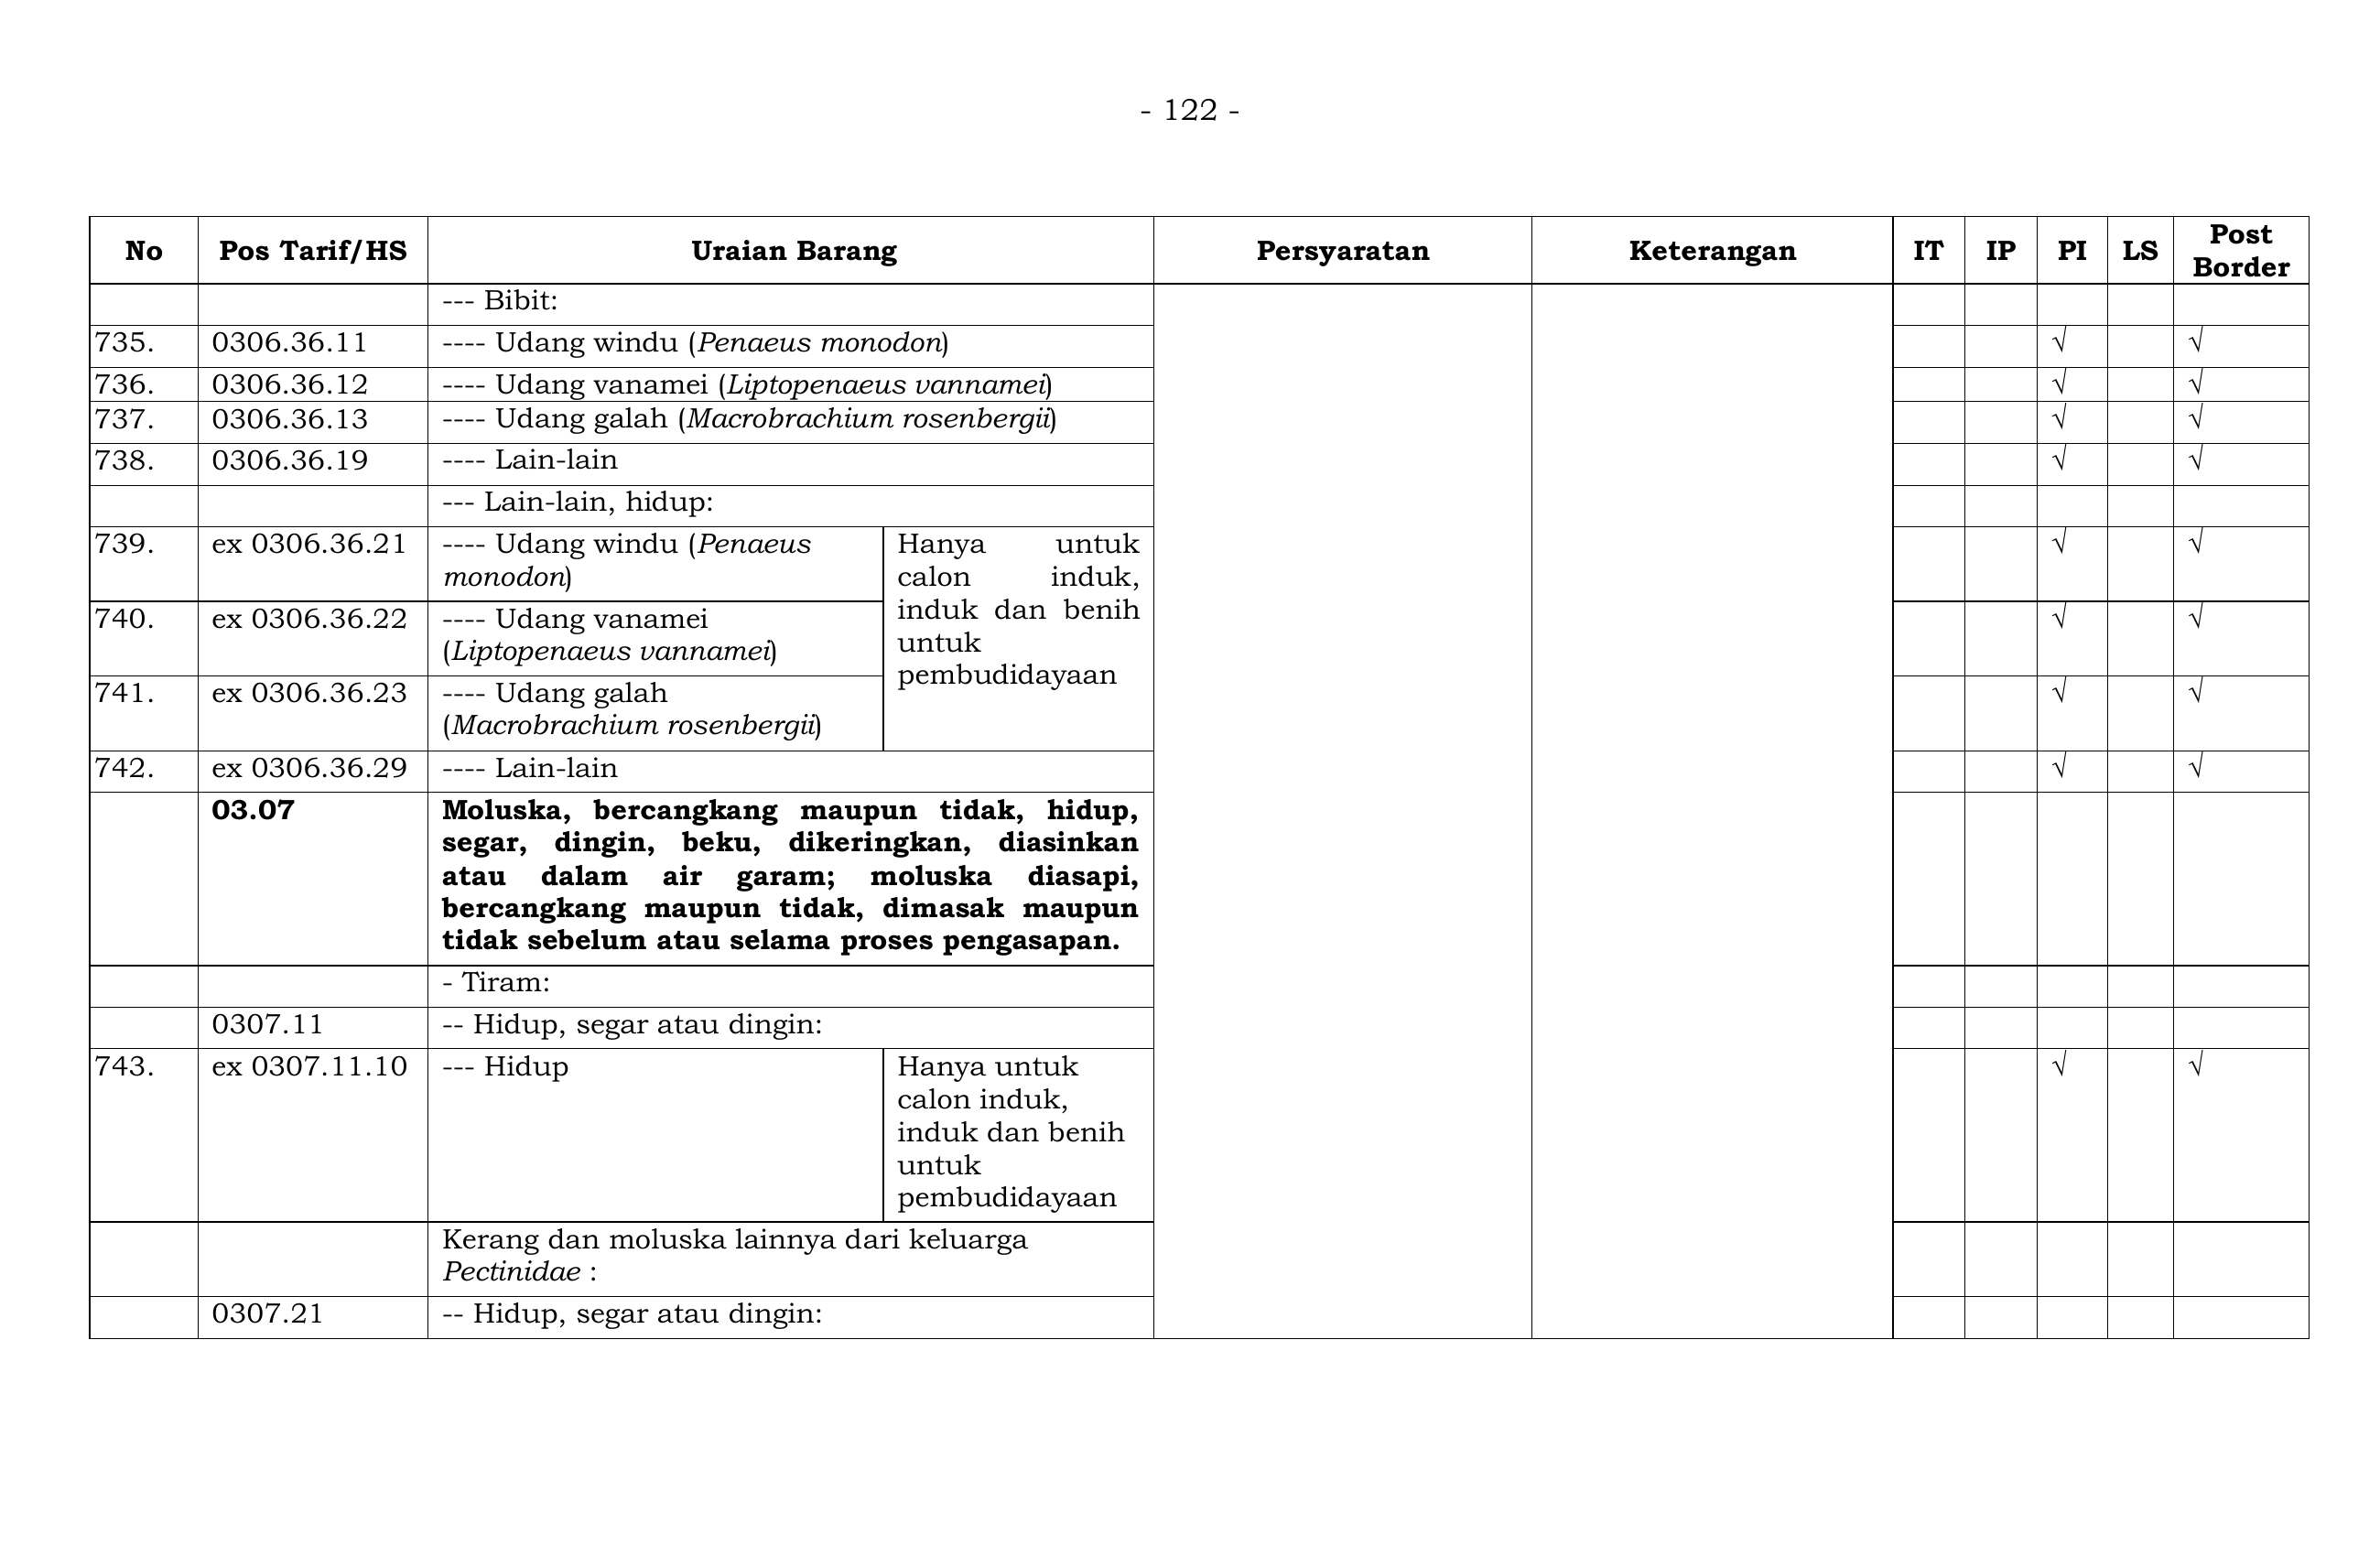 - 122 -
No Pos Tarif/HS Uraian Barang Persyaratan Keterangan IT IP PI LS Post Border
--- Bibit:
735. 0306.36.11 ---- Udang windu (Penaeus monodon) √ √
736. 0306.36.12 ---- Udang vanamei (Liptopenaeus vannamei) √ √
737. 0306.36.13 ---- Udang galah (Macrobrachium rosenbergii) √ √
738. 0306.36.19 ---- Lain-lain √ √
--- Lain-lain, hidup:
739. ex 0306.36.21 ---- Udang windu (Penaeus Hanya untuk √ √
monodon) calon induk,
induk dan benih
740. ex 0306.36.22 ---- Udang vanamei √ √
untuk
(Liptopenaeus vannamei)
pembudidayaan
741. ex 0306.36.23 ---- Udang galah √ √
(Macrobrachium rosenbergii)
742. ex 0306.36.29 ---- Lain-lain √ √
03.07 Moluska, bercangkang maupun tidak, hidup,
segar, dingin, beku, dikeringkan, diasinkan
atau dalam air garam; moluska diasapi,
bercangkang maupun tidak, dimasak maupun
tidak sebelum atau selama proses pengasapan.
- Tiram:
0307.11 -- Hidup, segar atau dingin:
743. ex 0307.11.10 --- Hidup Hanya untuk √ √
calon induk,
induk dan benih
untuk
pembudidayaan
Kerang dan moluska lainnya dari keluarga
Pectinidae :
0307.21 -- Hidup, segar atau dingin: